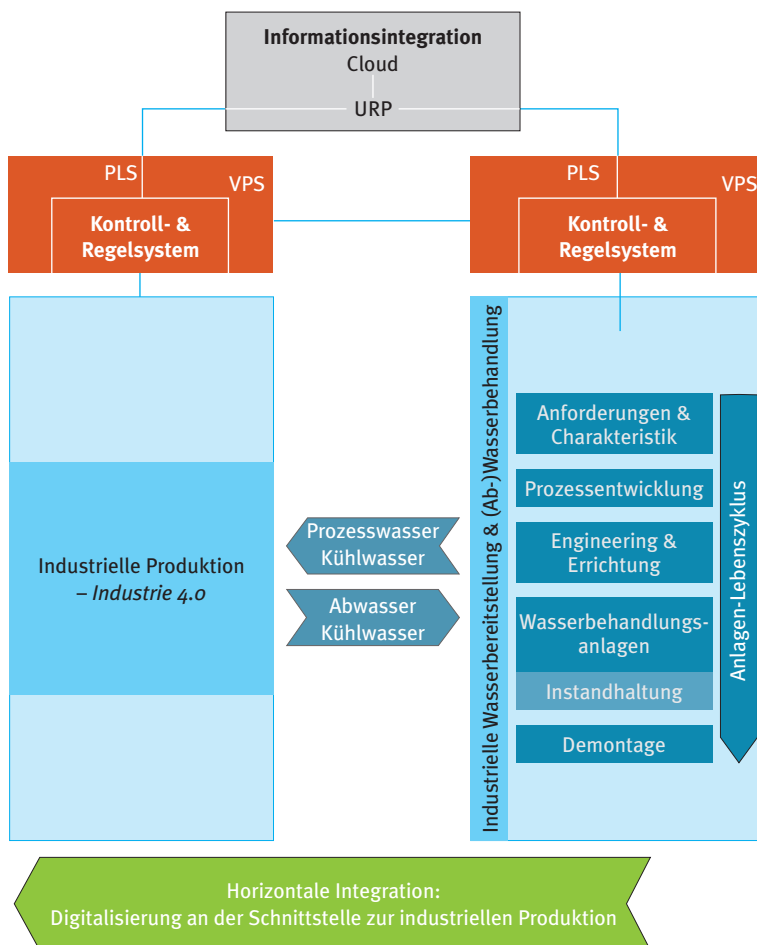 Informationsintegration
Cloud
URP
PLS
VPS
Kontroll- &
Regelsystem
PLS
VPS
Kontroll- &
Regelsystem
Industrielle Produktion
– Industrie 4.0
Prozesswasser
Kühlwasser
Abwasser
Kühlwasser
Industrielle Wasserbereitstellung & (Ab-)Wasserbehandlung
Anforderungen &
Charakteristik
Prozessentwicklung
Engineering &
Errichtung
Wasserbehandlungs-
anlagen
Instandhaltung
Demontage
Anlagen-Lebenszyklus
Horizontale Integration:
Digitalisierung an der Schnittstelle zur industriellen Produktion